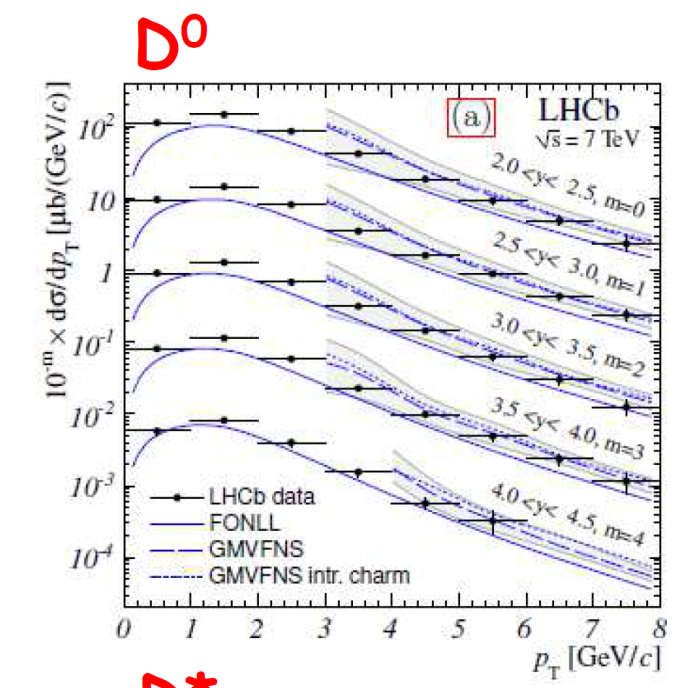 D⁰
(a)
LHCb
√s = 7 TeV
10⁻ᵐ × dσ/dp_T [μb/(GeV/c)]
10²
10
1
10⁻¹
10⁻²
10⁻³
10⁻⁴
2.0 <y< 2.5, m=0
2.5 <y< 3.0, m=1
3.0 <y< 3.5, m=2
3.5 <y< 4.0, m=3
4.0 <y< 4.5, m=4
LHCb data
FONLL
GMVFNS
GMVFNS intr. charm
0 1 2 3 4 5 6 7 8
p_T [GeV/c]